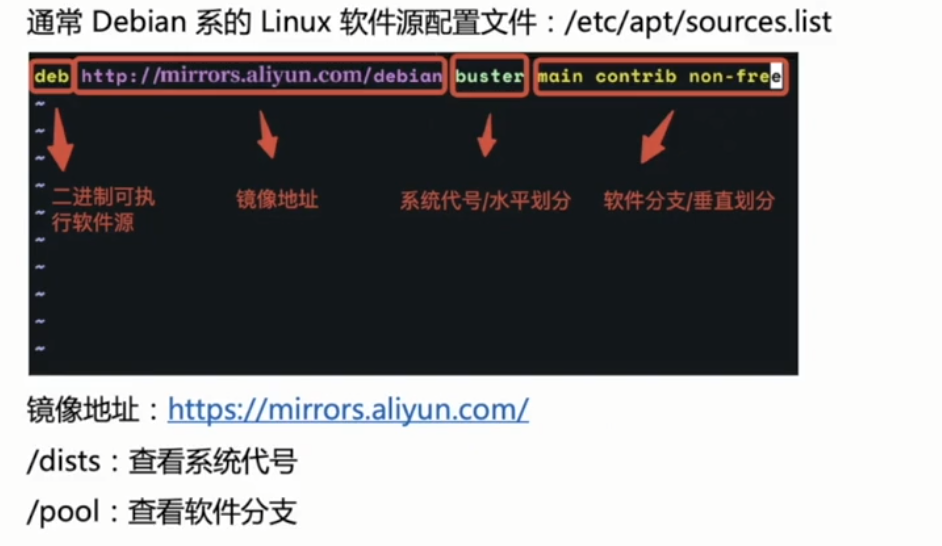 通常 Debian 系的 Linux 软件源配置文件：/etc/apt/sources.list
deb http://mirrors.aliyun.com/debian buster main contrib non-free
~
~
~
~
~
~
~
~
~
~
二进制可执行软件源
镜像地址
系统代号/水平划分
软件分支/垂直划分
镜像地址：https://mirrors.aliyun.com/
/dists：查看系统代号
/pool：查看软件分支